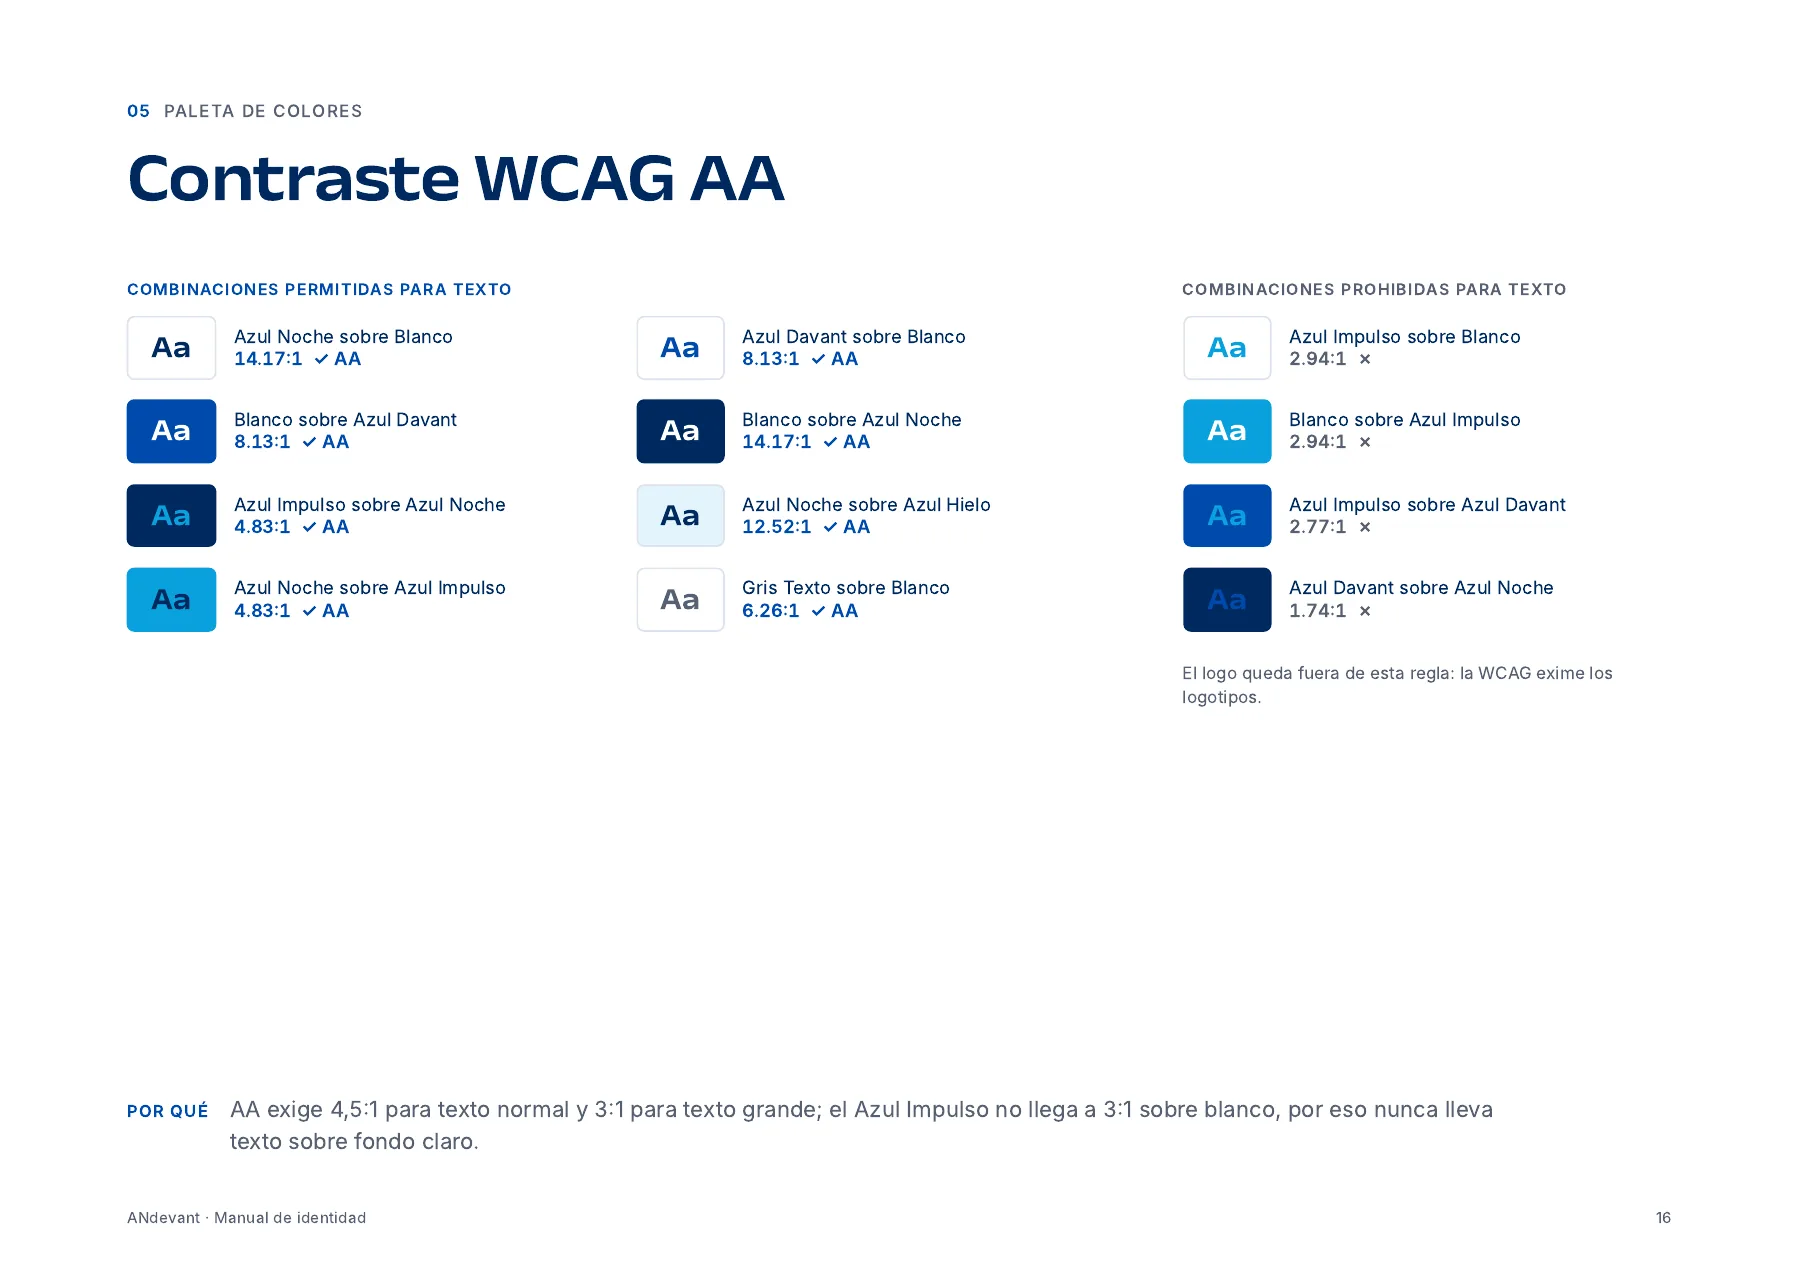 05 PALETA DE COLORES
Contraste WCAG AA
COMBINACIONES PERMITIDAS PARA TEXTO
Aa
Azul Noche sobre Blanco
14.17:1 ✓ AA
Aa
Azul Davant sobre Blanco
8.13:1 ✓ AA
Aa
Blanco sobre Azul Davant
8.13:1 ✓ AA
Aa
Blanco sobre Azul Noche
14.17:1 ✓ AA
Aa
Azul Impulso sobre Azul Noche
4.83:1 ✓ AA
Aa
Azul Noche sobre Azul Hielo
12.52:1 ✓ AA
Aa
Azul Noche sobre Azul Impulso
4.83:1 ✓ AA
Aa
Gris Texto sobre Blanco
6.26:1 ✓ AA
COMBINACIONES PROHIBIDAS PARA TEXTO
Aa
Azul Impulso sobre Blanco
2.94:1 ×
Aa
Blanco sobre Azul Impulso
2.94:1 ×
Aa
Azul Impulso sobre Azul Davant
2.77:1 ×
Aa
Azul Davant sobre Azul Noche
1.74:1 ×
El logo queda fuera de esta regla: la WCAG exime los
logotipos.
POR QUÉ AA exige 4,5:1 para texto normal y 3:1 para texto grande; el Azul Impulso no llega a 3:1 sobre blanco, por eso nunca lleva
texto sobre fondo claro.
ANdevant · Manual de identidad
16